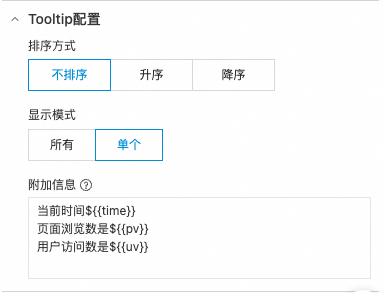 Tooltip配置
排序方式
不排序 升序 降序
显示模式
所有 单个
附加信息
当前时间${{time}}
页面浏览数是${{pv}}
用户访问数是${{uv}}